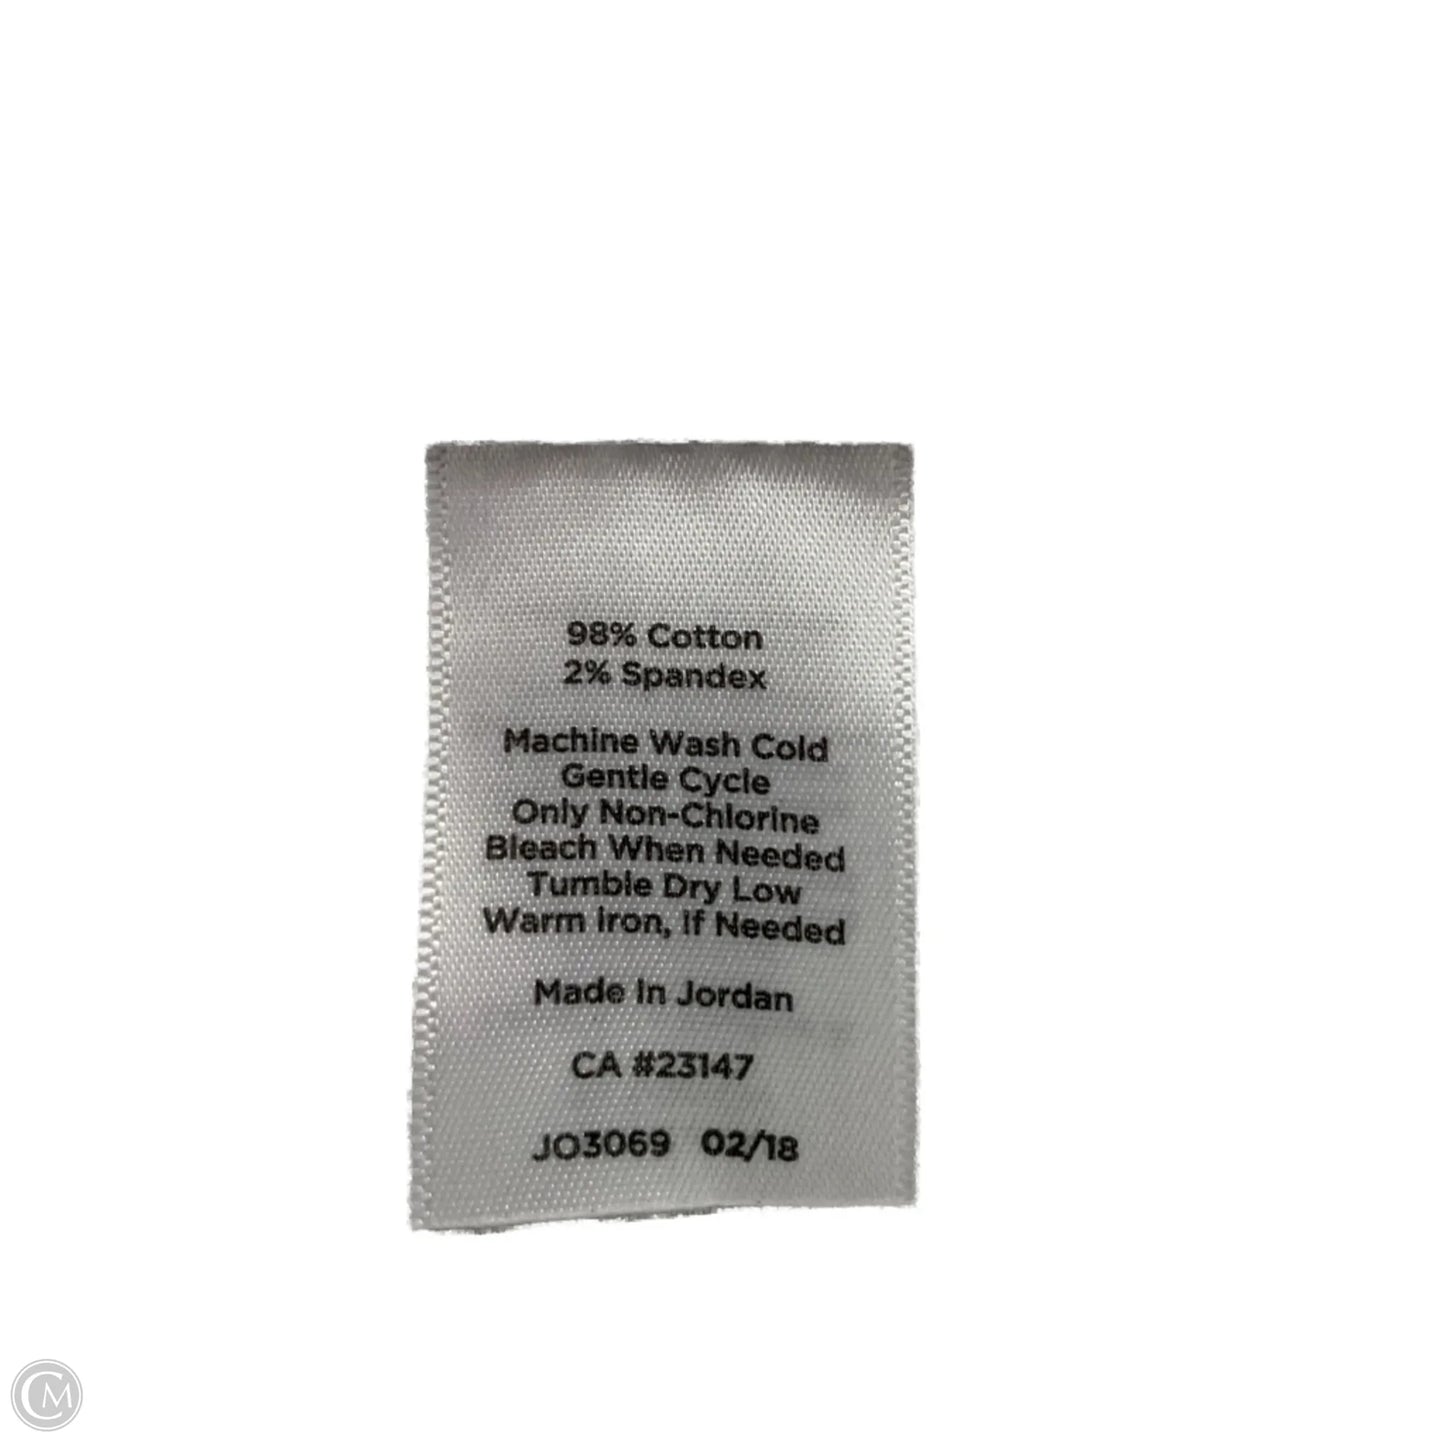 98% Cotton
2% Spandex
Machine Wash Cold
Gentle Cycle
Only Non-Chlorine
Bleach When Needed
Tumble Dry Low
Warm Iron, If Needed
Made In Jordan
CA #23147
JO3069 02/18
CM